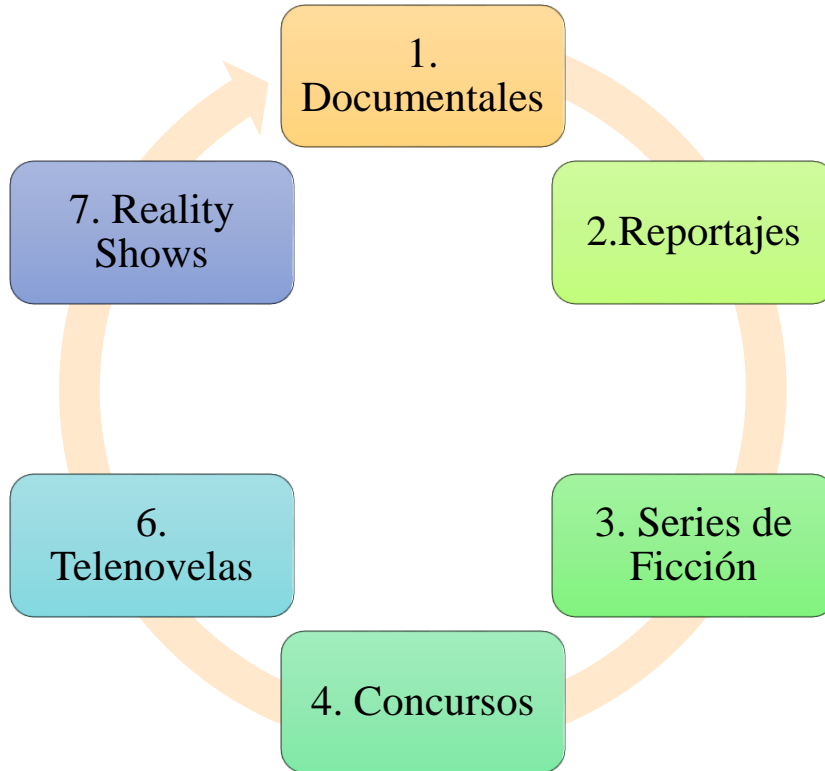 1.
Documentales
2.Reportajes
3. Series de
Ficción
4. Concursos
6.
Telenovelas
7. Reality
Shows